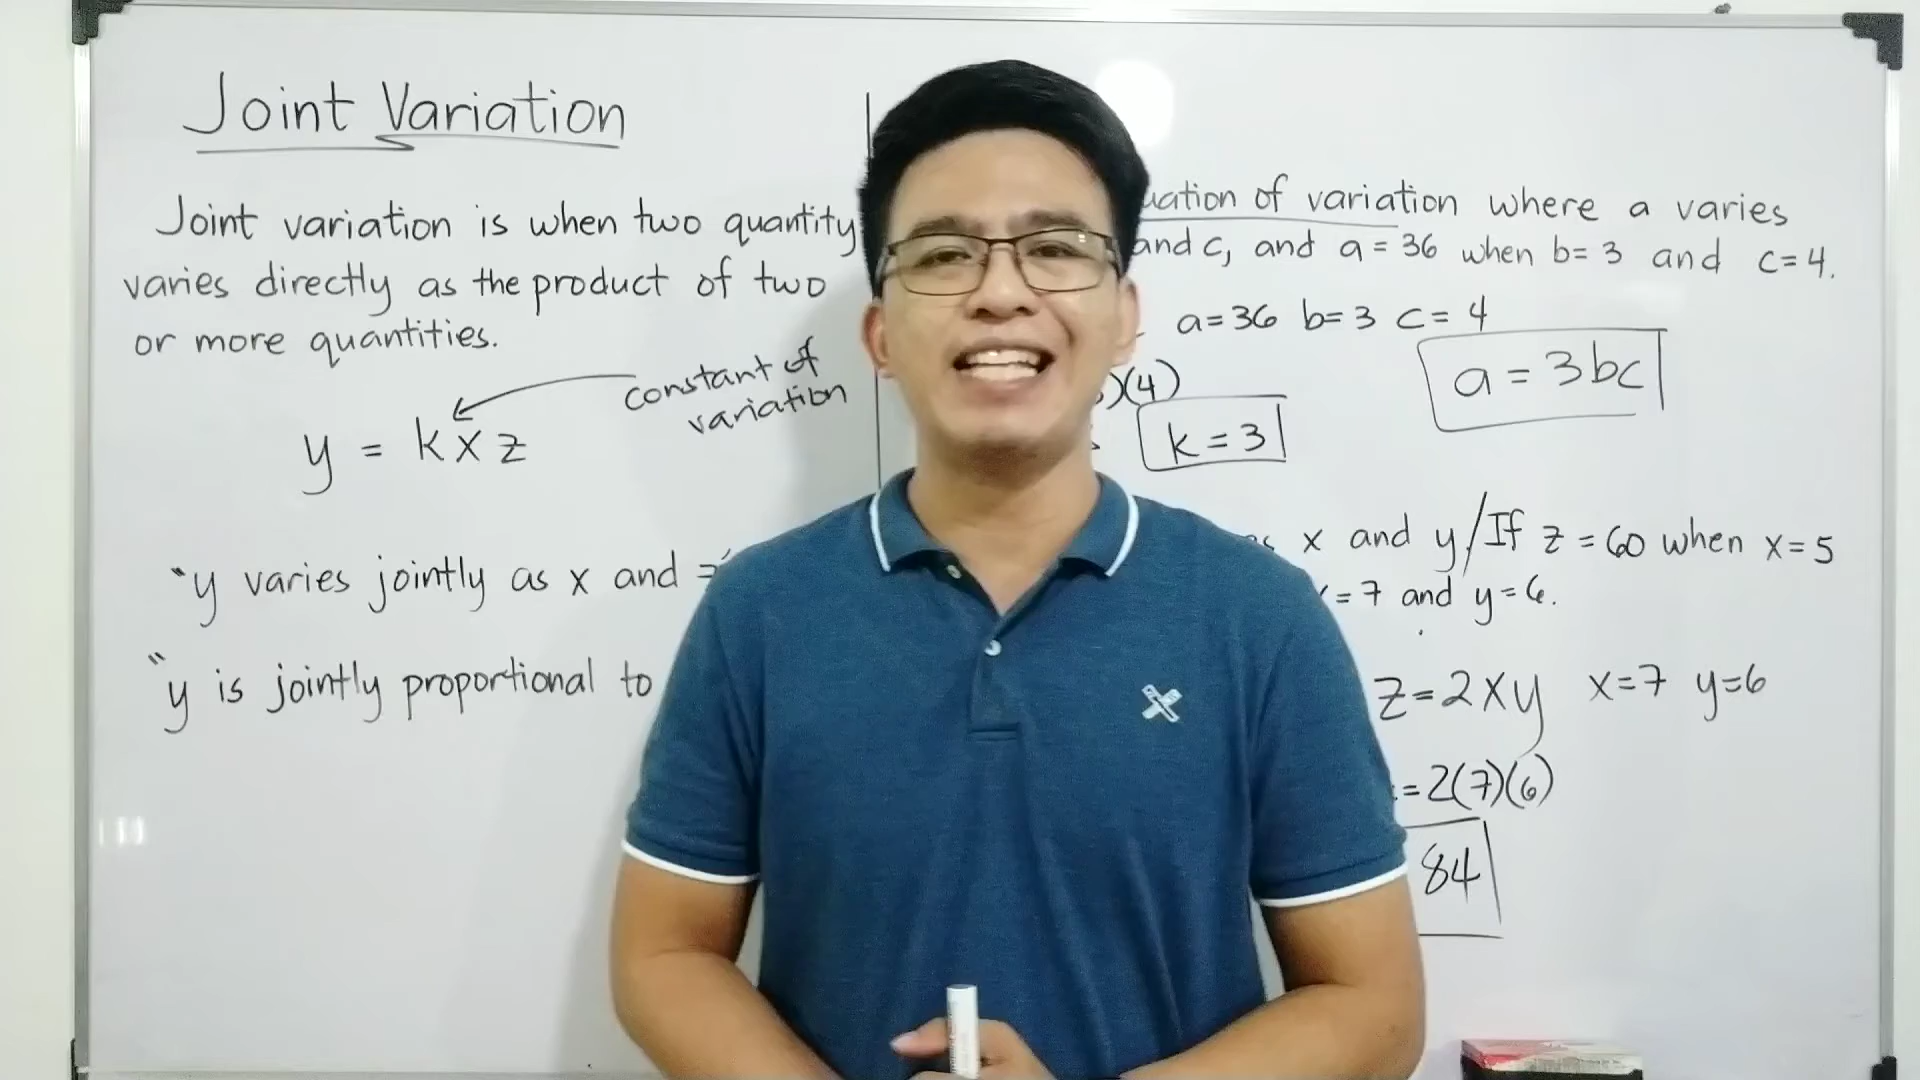 Joint Variation
Joint variation is when two quantity
varies directly as the product of two
or more quantities.
constant of
variation
y = kxz
"y varies jointly as x and
"y is jointly proportional to
uation of variation where a varies
and c, and a = 36 when b= 3 and c=4.
a=36 b=3 c= 4
)(4)
a = 3bc
k = 3
x and y. / If z = 60 when x=5
= 7 and y=6.
z=2xy x=7 y=6
=2(7)(6)
84